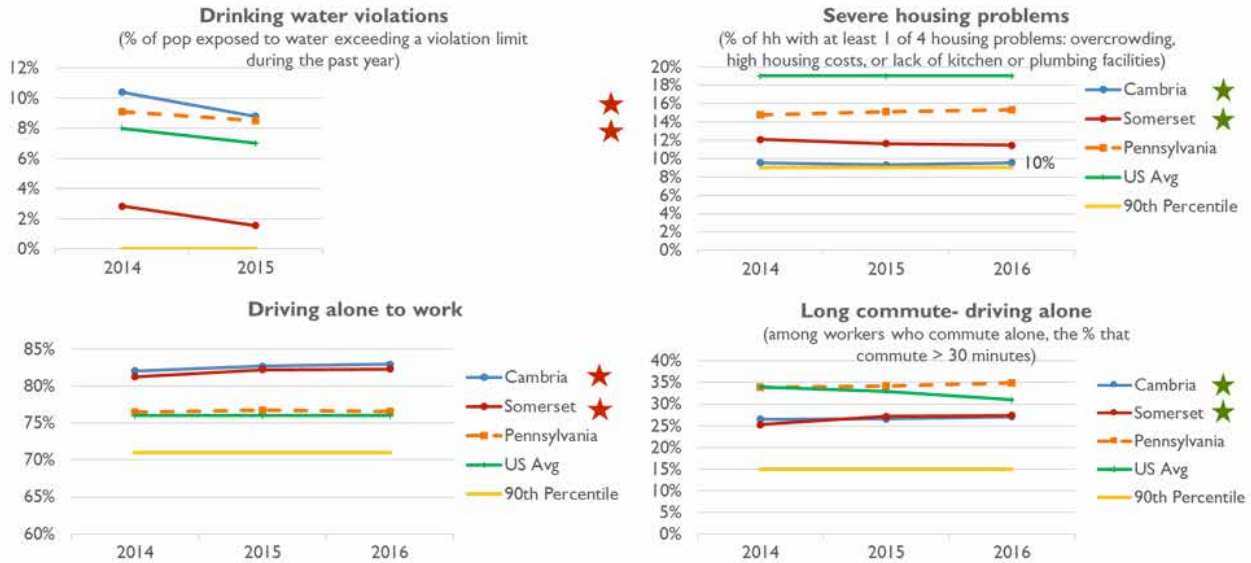 Drinking water violations
(% of pop exposed to water exceeding a violation limit
during the past year)
12%
10%
8%
6%
4%
2%
0%
2014
2015
Severe housing problems
(% of hh with at least 1 of 4 housing problems: overcrowding,
high housing costs, or lack of kitchen or plumbing facilities)
20%
18%
16%
14%
12%
10%
8%
6%
4%
2%
0%
10%
2014
2015
2016
Cambria
Somerset
Pennsylvania
US Avg
90th Percentile
Driving alone to work
85%
80%
75%
70%
65%
60%
2014
2015
2016
Cambria
Somerset
Pennsylvania
US Avg
90th Percentile
Long commute- driving alone
(among workers who commute alone, the % that
commute > 30 minutes)
40%
35%
30%
25%
20%
15%
10%
5%
0%
2014
2015
2016
Cambria
Somerset
Pennsylvania
US Avg
90th Percentile